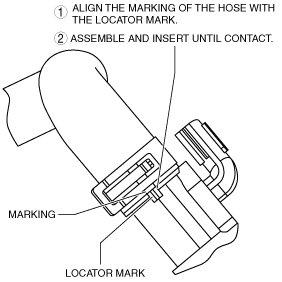 ① ALIGN THE MARKING OF THE HOSE WITH
THE LOCATOR MARK.
② ASSEMBLE AND INSERT UNTIL CONTACT.
MARKING
LOCATOR MARK